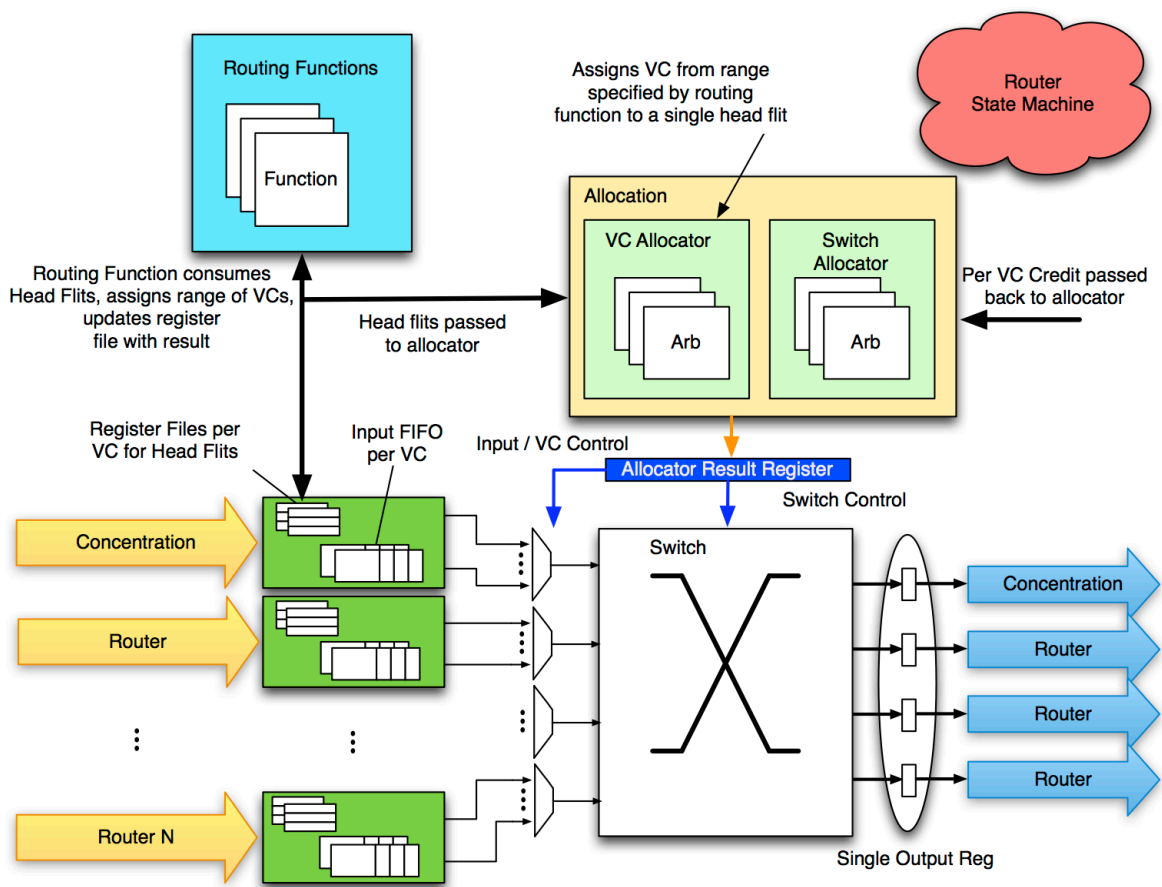 Routing Functions
Function
Assigns VC from range
specified by routing
function to a single head flit
Router
State Machine
Allocation
VC Allocator
Arb
Switch
Allocator
Arb
Per VC Credit passed
back to allocator
Routing Function consumes
Head Flits, assigns range of VCs,
updates register
file with result
Head flits passed
to allocator
Register Files per
VC for Head Flits
Input FIFO
per VC
Input / VC Control
Allocator Result Register
Switch Control
Concentration
Router
Router N
Switch
Concentration
Router
Router
Router
Single Output Reg